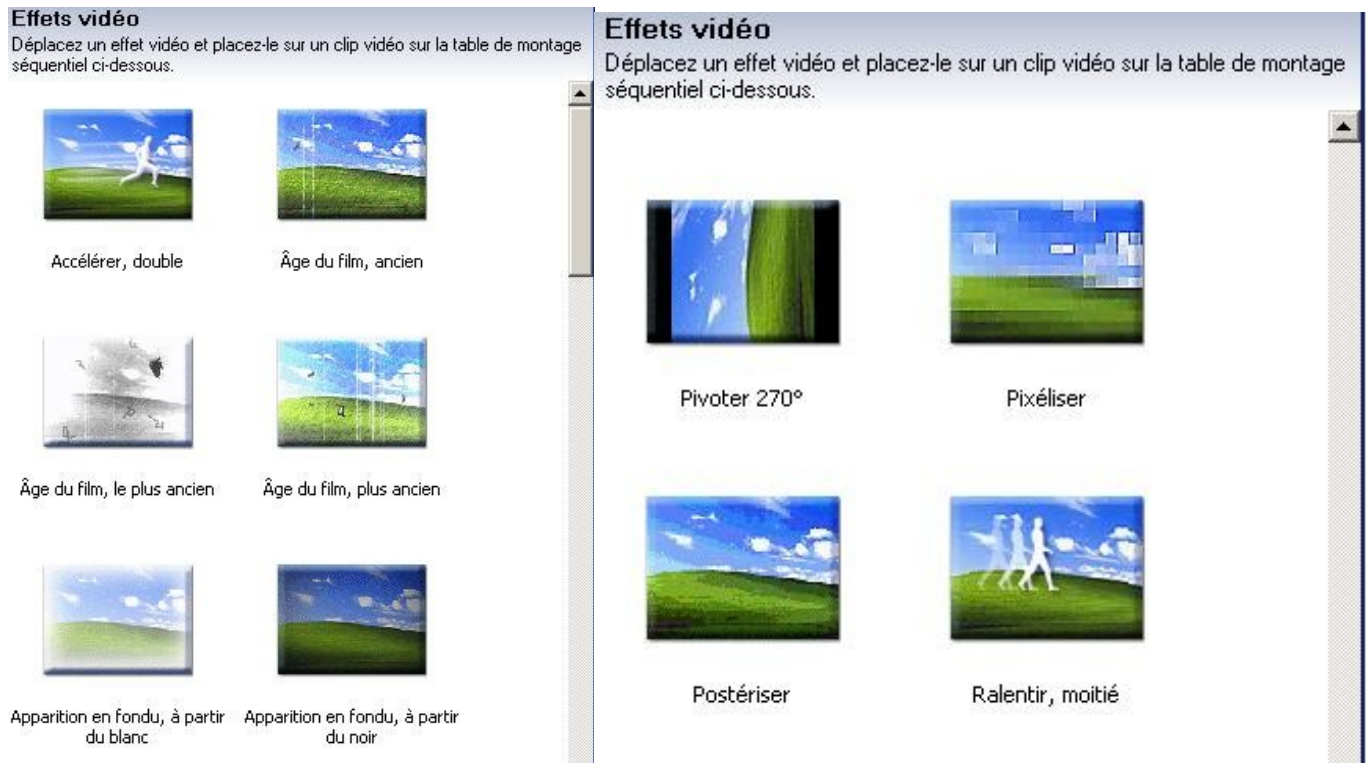 Effets vidéo
Déplacez un effet vidéo et placez-le sur un clip vidéo sur la table de montage
séquentiel ci-dessous.
Accélérer, double
Âge du film, ancien
Âge du film, le plus ancien
Âge du film, plus ancien
Apparition en fondu, à partir
du blanc
Apparition en fondu, à partir
du noir
Effets vidéo
Déplacez un effet vidéo et placez-le sur un clip vidéo sur la table de montage
séquentiel ci-dessous.
Pivoter 270°
Pixéliser
Postériser
Ralentir, moitié